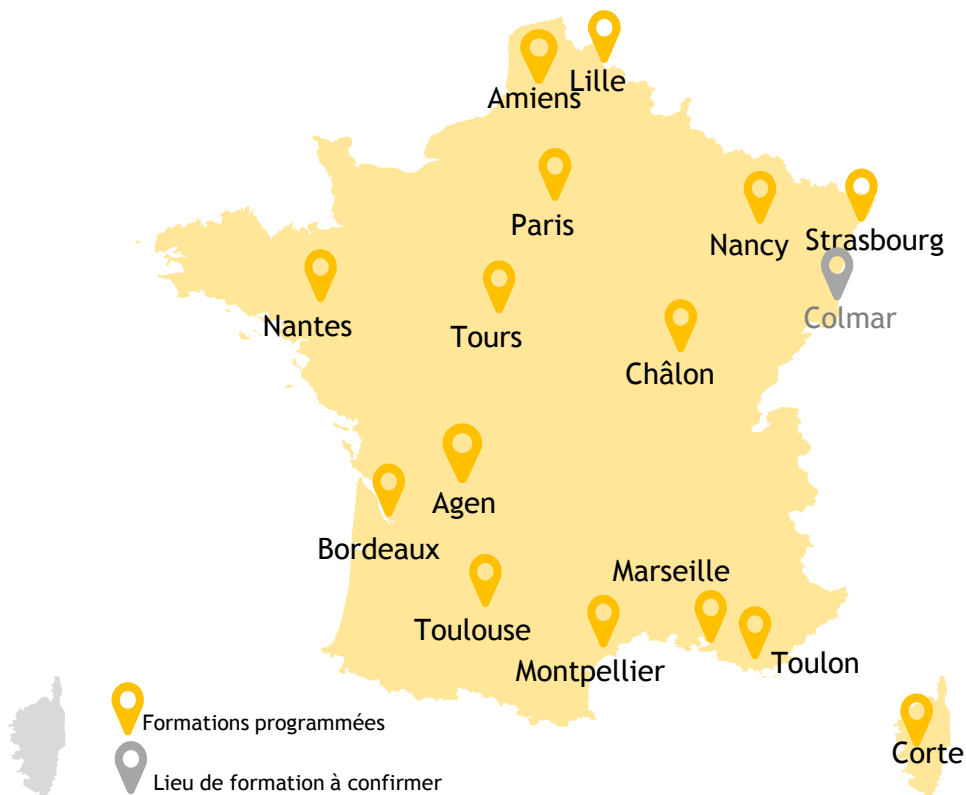 Lille
Amiens
Paris
Nancy
Strasbourg
Nantes
Tours
Colmar
Châlon
Agen
Bordeaux
Marseille
Toulouse
Montpellier
Toulon
Formations programmées
Corte
Lieu de formation à confirmer